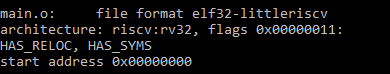 main.o:     file format elf32-littleriscv
architecture: riscv:rv32, flags 0x00000011:
HAS_RELOC, HAS_SYMS
start address 0x00000000